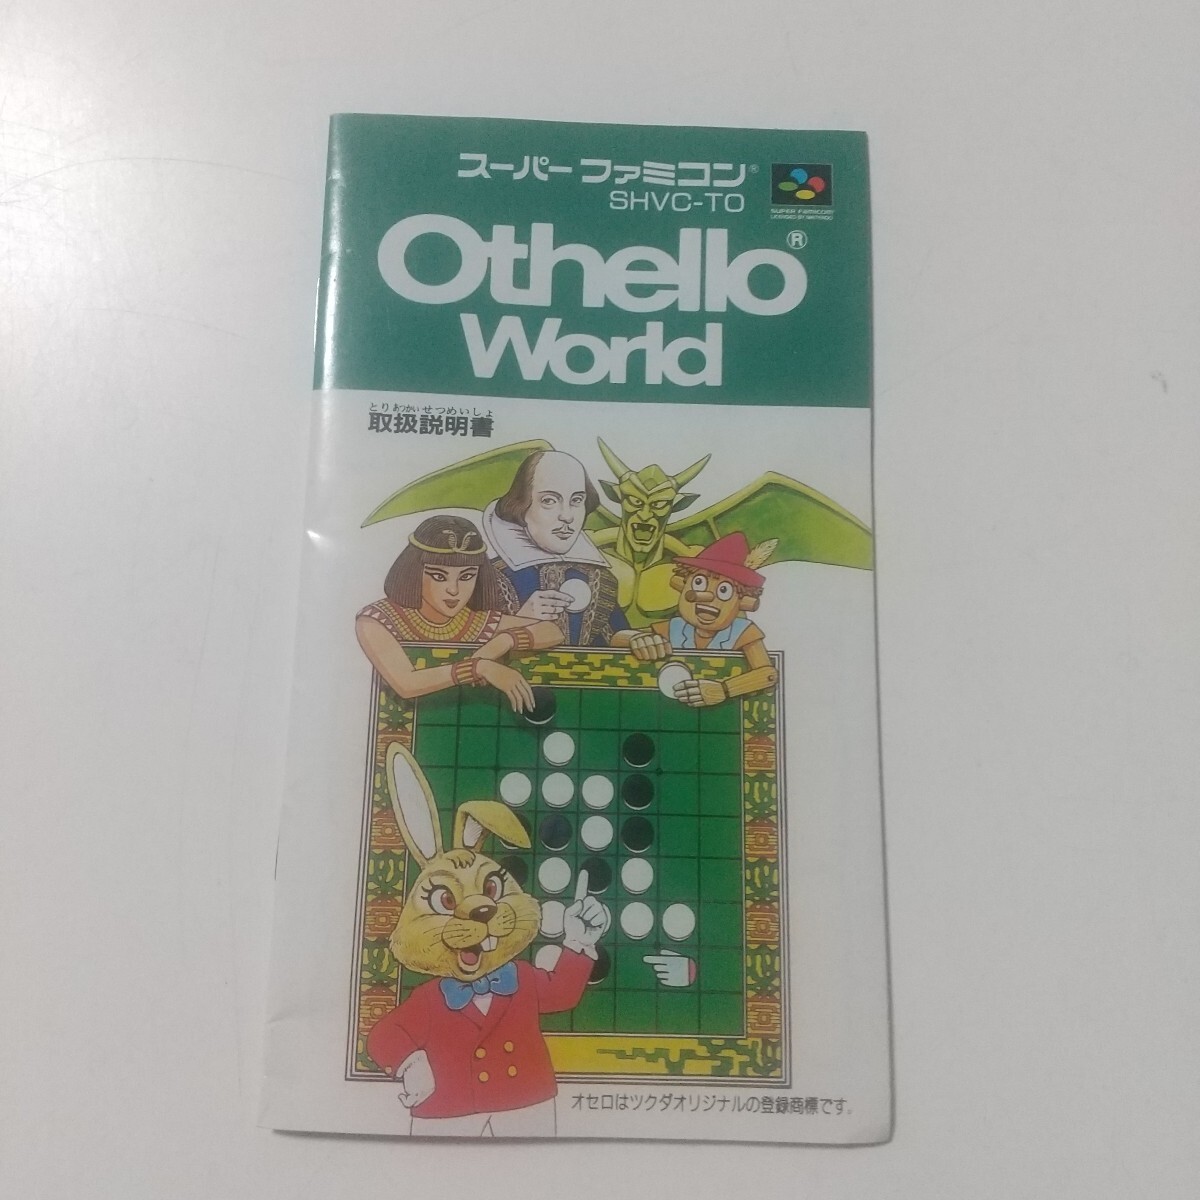 スーパーファミコン®
SHVC-TO
SUPER FAMICOM
LICENSED BY NINTENDO
Othello®
World
とりあつかいせつめいしょ
取扱説明書
オセロはツクダオリジナルの登録商標です。